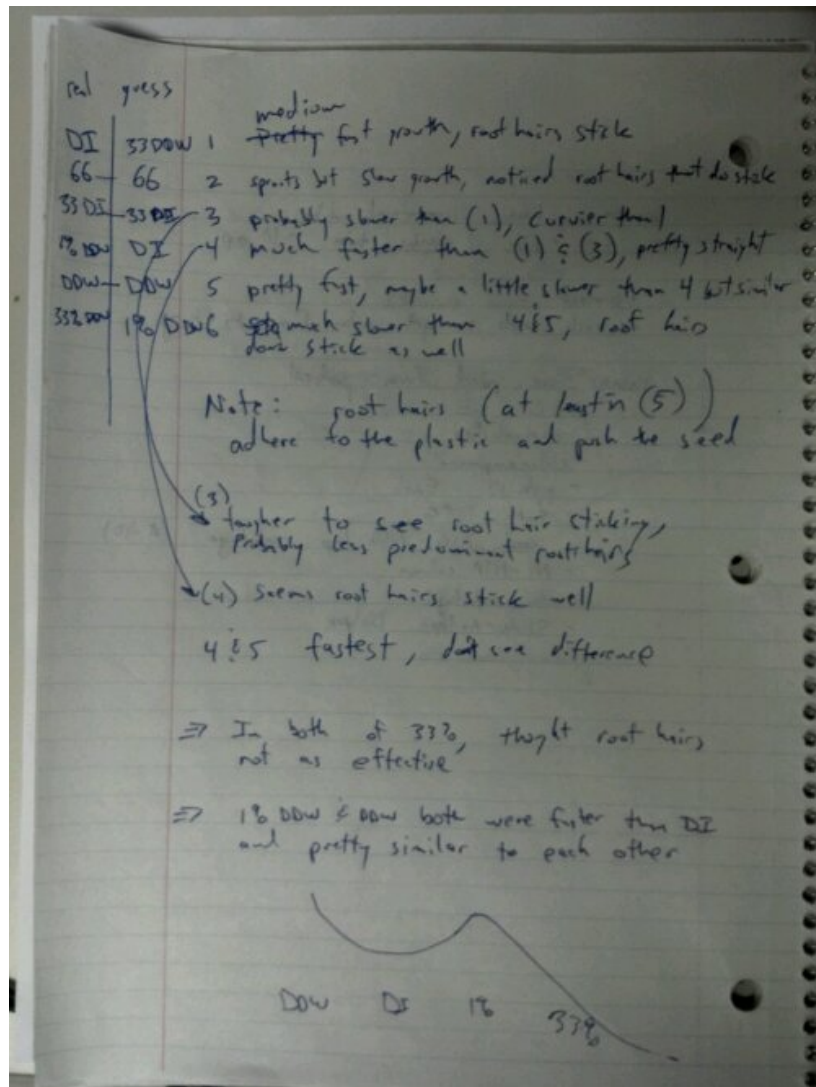 real guess
medium
DI 33DDW 1 Pretty fast growth, root hairs stick
66 66 2 sprouts but slow growth, noticed root hairs that do stick
33 DI 33 DI 3 probably slower than (1), curvier than 1
1% DDW DI 4 much faster than (1) & (3), pretty straight
DDW DDW 5 pretty fast, maybe a little slower than 4 but similar
33% DDW 1% DDW 6 much slower than 4&5, root hairs
don't stick as well
Note: root hairs (at least in (5))
adhere to the plastic and push the seed
(3)
tougher to see root hair sticking,
Probably less predominant root hairs
(4) seems root hairs stick well
4 & 5 fastest, don't see difference
⇒ In both of 33%, thought root hairs
not as effective
⇒ 1% DDW & DDW both were faster than DI
and pretty similar to each other
DDW DI 1% 33%